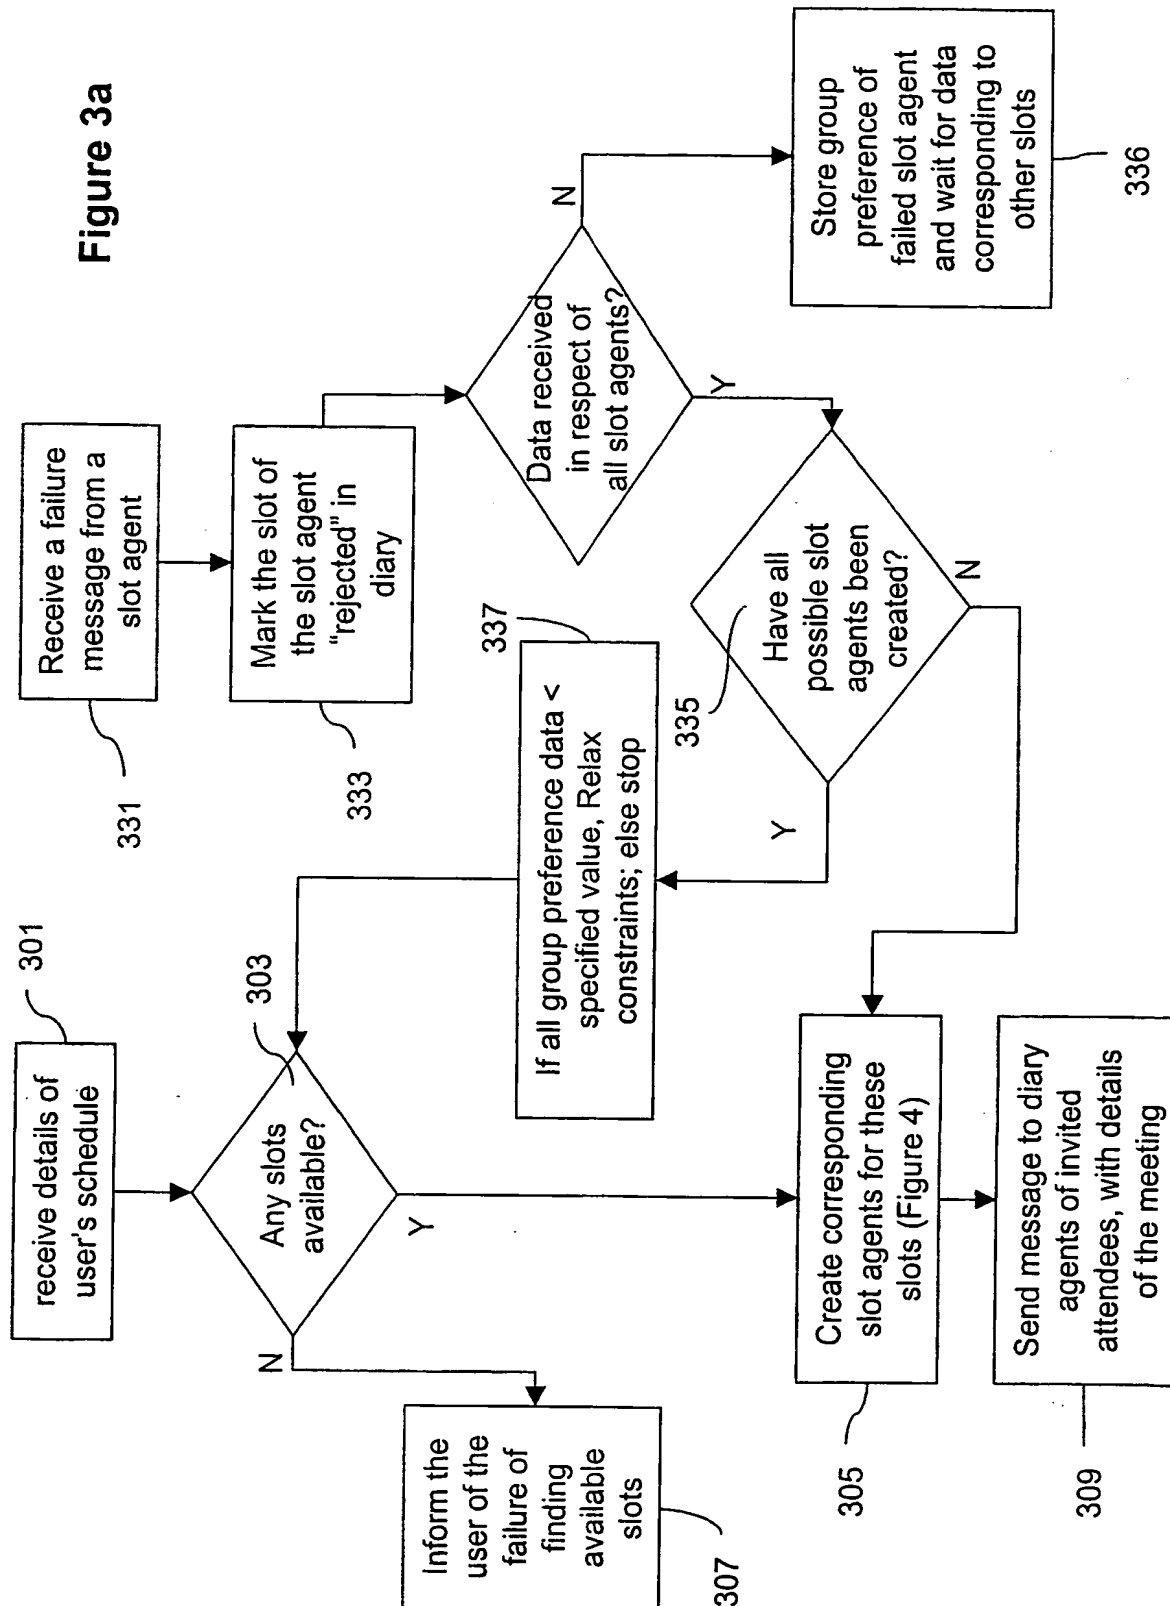 Figure 3a
301
receive details of
user's schedule
303
Any slots
available?
N
Y
Inform the
user of the
failure of
finding
available
slots
307
Create corresponding
slot agents for these
slots (Figure 4)
305
Send message to diary
agents of invited
attendees, with details
of the meeting
309
Receive a failure
message from a
slot agent
331
Mark the slot of
the slot agent
“rejected” in
diary
333
Data received
in respect of
all slot agents?
N
Y
Store group
preference of
failed slot agent
and wait for data
corresponding to
other slots
336
Have all
possible slot
agents been
created?
335
Y
N
If all group preference data <
specified value, Relax
constraints; else stop
337